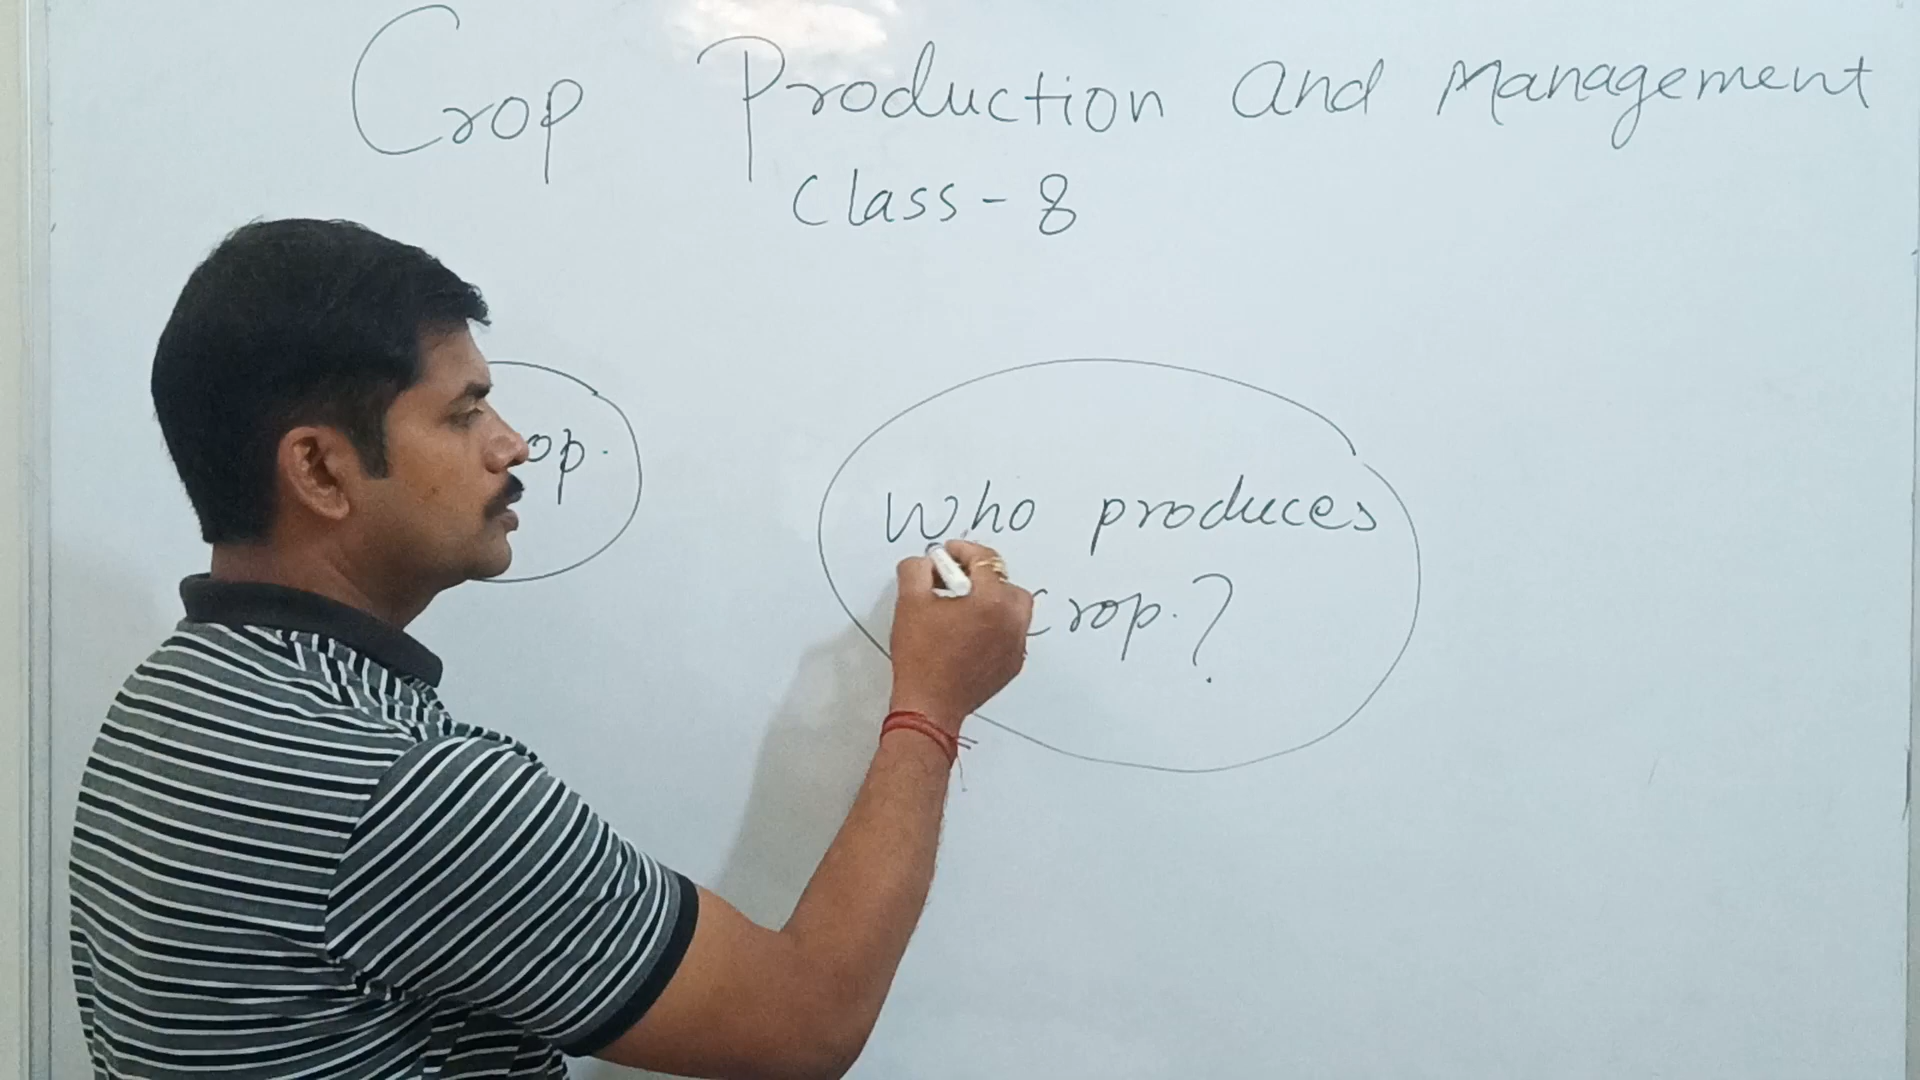 Crop Production and Management
Class - 8
op.
Who produces
crop.?